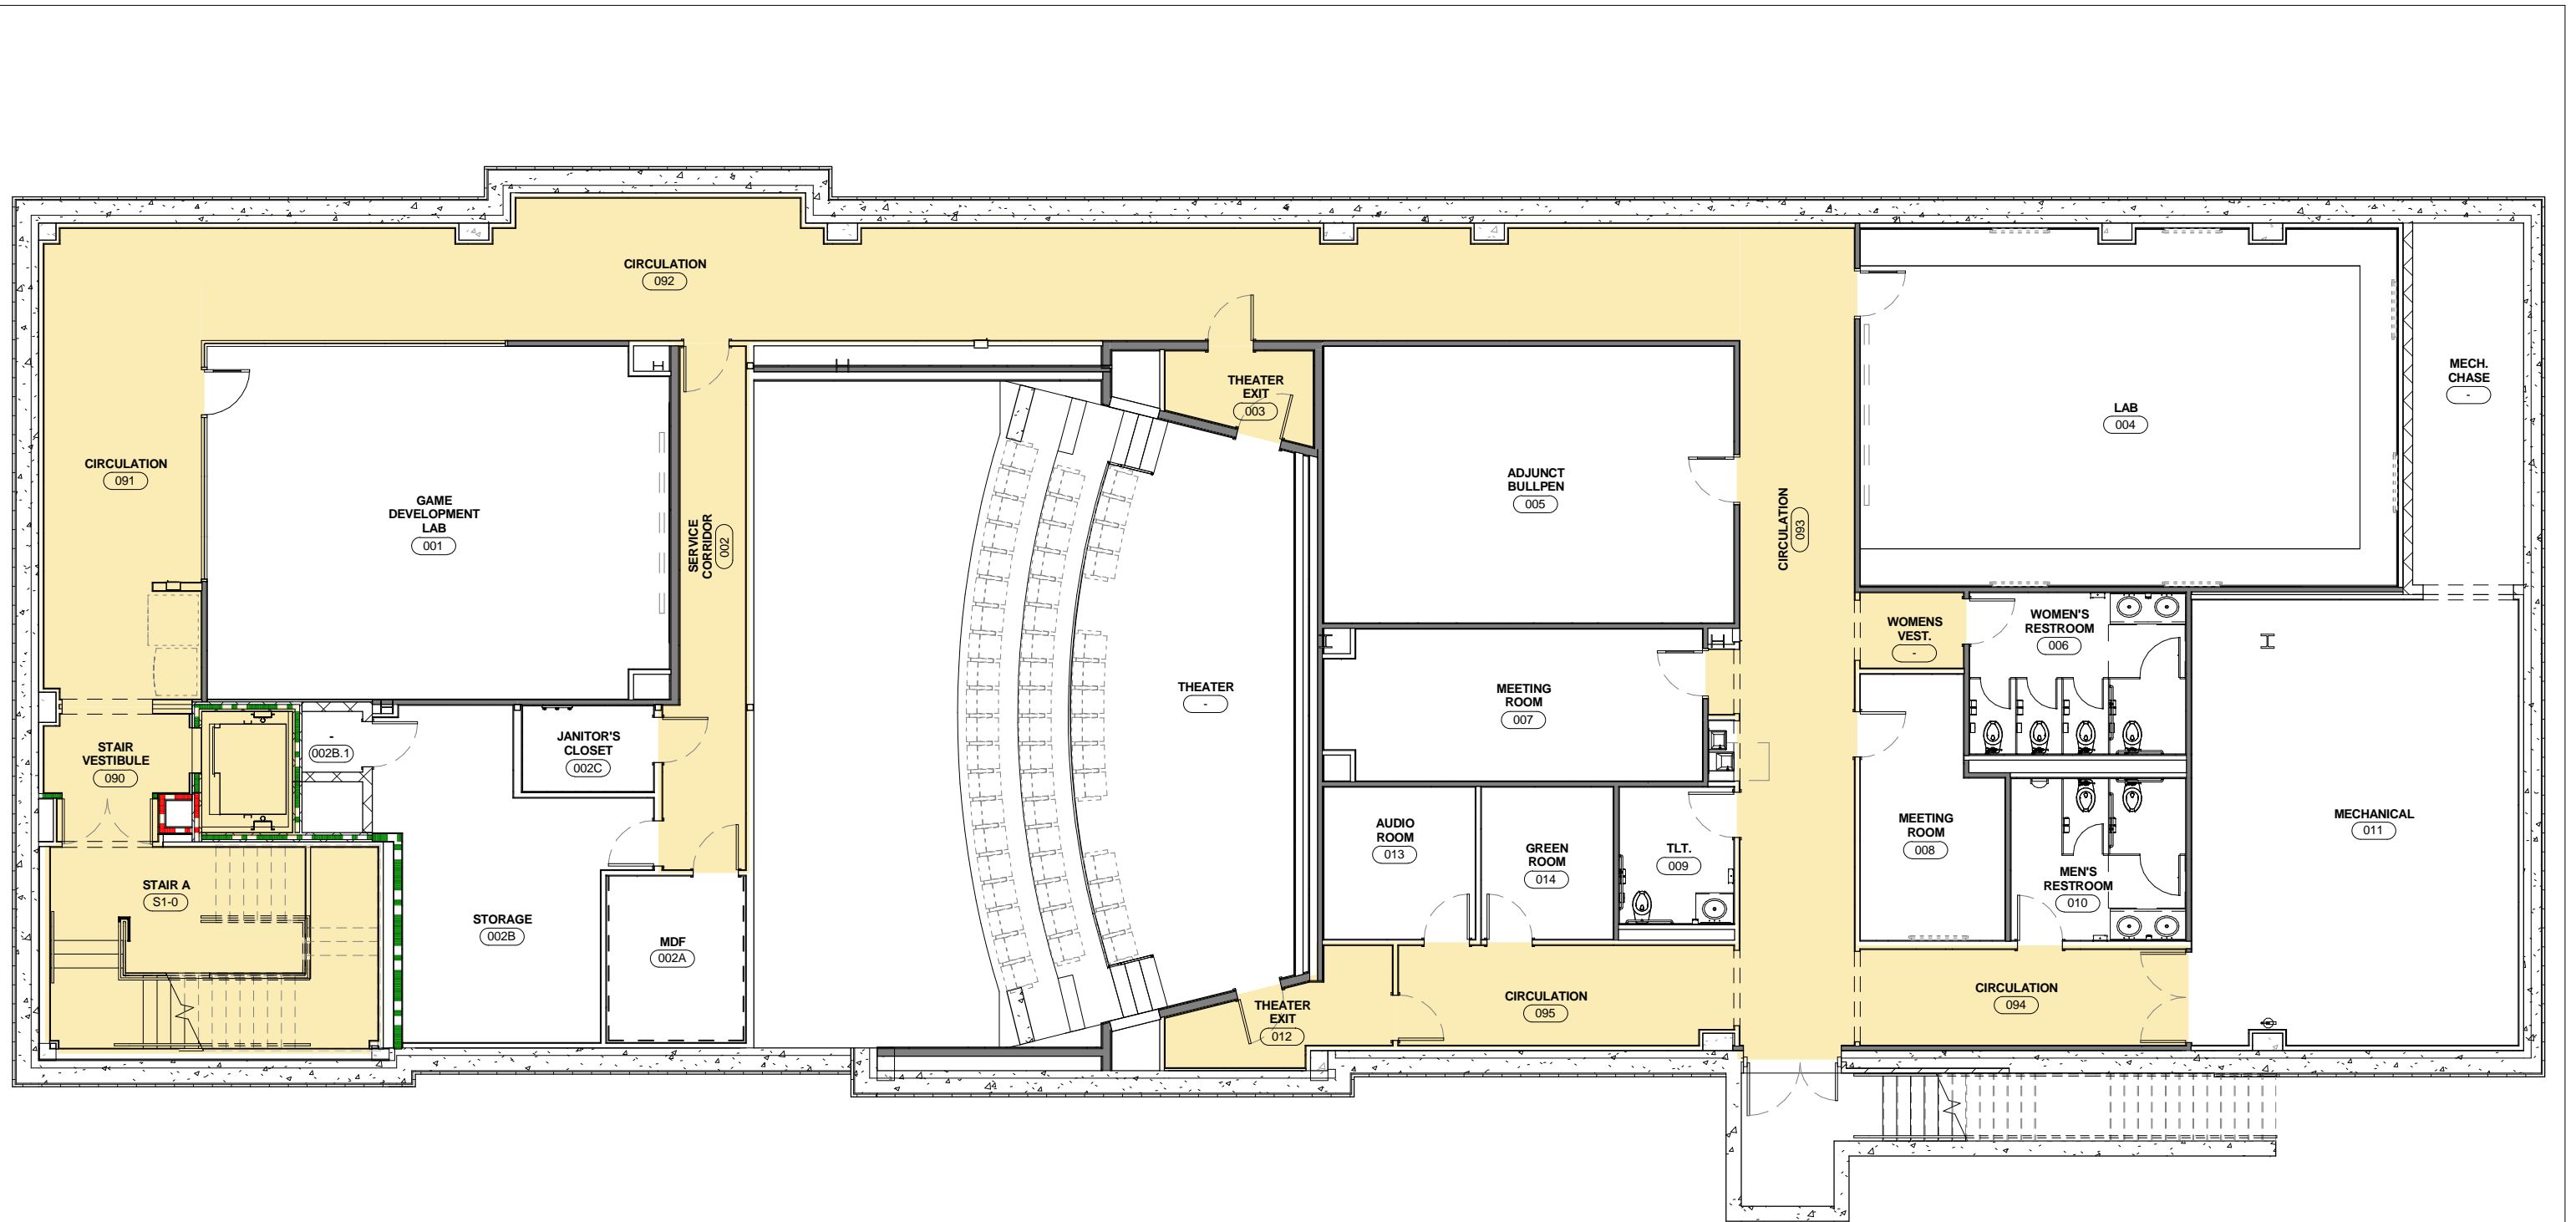 CIRCULATION
092
THEATER
EXIT
003
MECH.
CHASE
-
LAB
004
CIRCULATION
091
GAME
DEVELOPMENT
LAB
001
SERVICE
CORRIDOR
002
ADJUNCT
BULLPEN
005
CIRCULATION
093
WOMENS
VEST.
-
WOMEN'S
RESTROOM
006
THEATER
-
MEETING
ROOM
007
STAIR
VESTIBULE
090
-
002B.1
JANITOR'S
CLOSET
002C
AUDIO
ROOM
013
GREEN
ROOM
014
TLT.
009
MEETING
ROOM
008
MECHANICAL
011
MEN'S
RESTROOM
010
STAIR A
S1-0
STORAGE
002B
MDF
002A
THEATER
EXIT
012
CIRCULATION
095
CIRCULATION
094